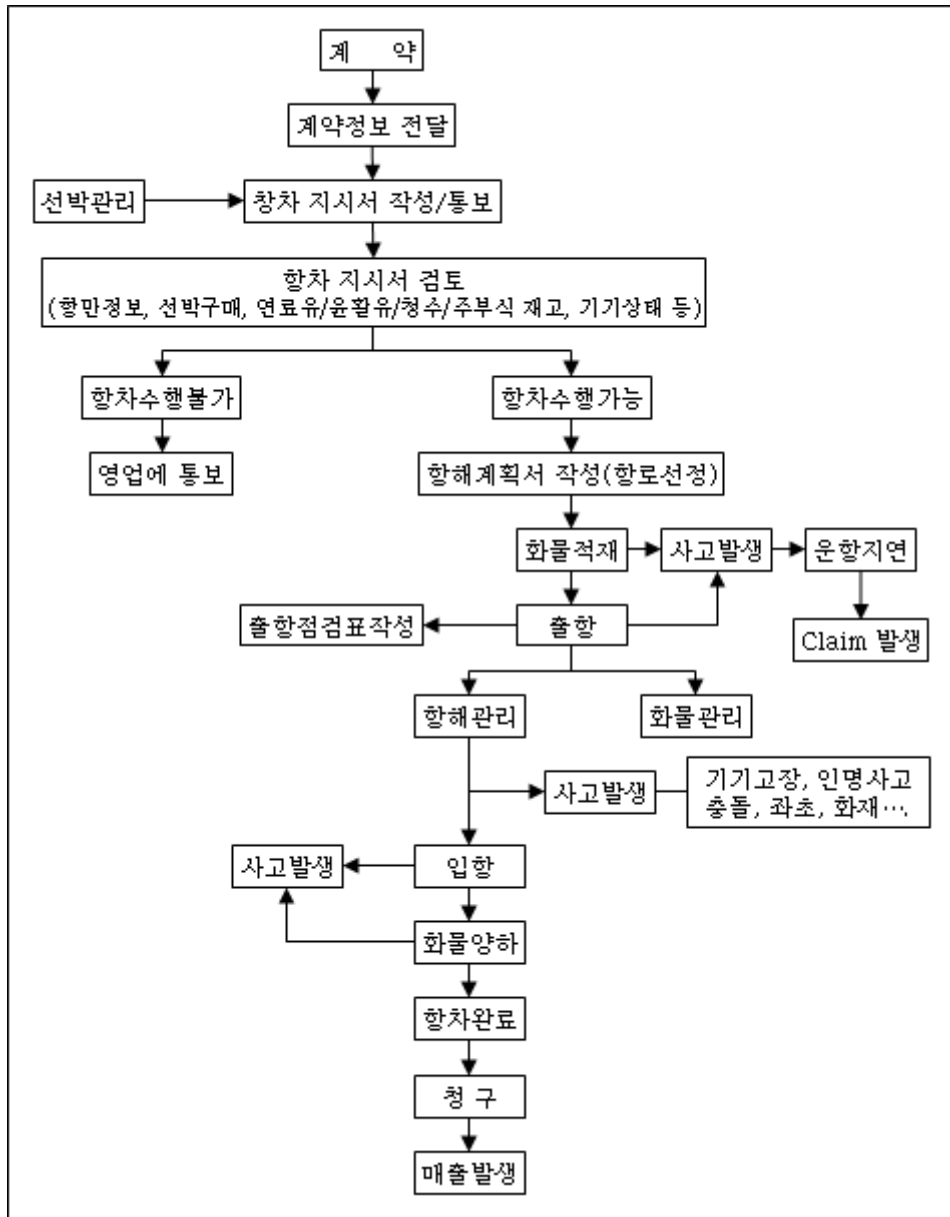 계 약
계약정보 전달
선박관리
창차 지시서 작성/통보
항차 지시서 검토
(항만정보, 선박구매, 연료유/윤활유/청수/주부식 재고, 기기상태 등)
항차수행불가
항차수행가능
영업에 통보
항해계획서 작성(항로선정)
화물적재
사고발생
운항지연
출항점검표작성
출항
Claim 발생
항해관리
화물관리
사고발생
기기고장, 인명사고
충돌, 좌초, 화재….
사고발생
입항
화물양하
항차완료
청 구
매출발생